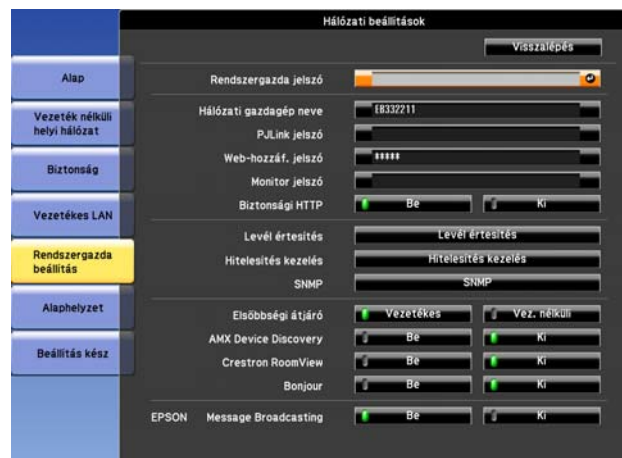 Hálózati beállítások
Visszalépés
Alap
Vezeték nélküli
helyi hálózat
Biztonság
Vezetékes LAN
Rendszergazda
beállítás
Alaphelyzet
Beállítás kész
Rendszergazda jelszó
Hálózati gazdagép neve EB332211
PJLink jelszó
Web-hozzáf. jelszó *****
Monitor jelszó
Biztonsági HTTP Be Ki
Levél értesítés Levél értesítés
Hitelesítés kezelés Hitelesítés kezelés
SNMP SNMP
Elsőbbségi átjáró Vezetékes Vez. nélküli
AMX Device Discovery Be Ki
Crestron RoomView Be Ki
Bonjour Be Ki
EPSON Message Broadcasting Be Ki